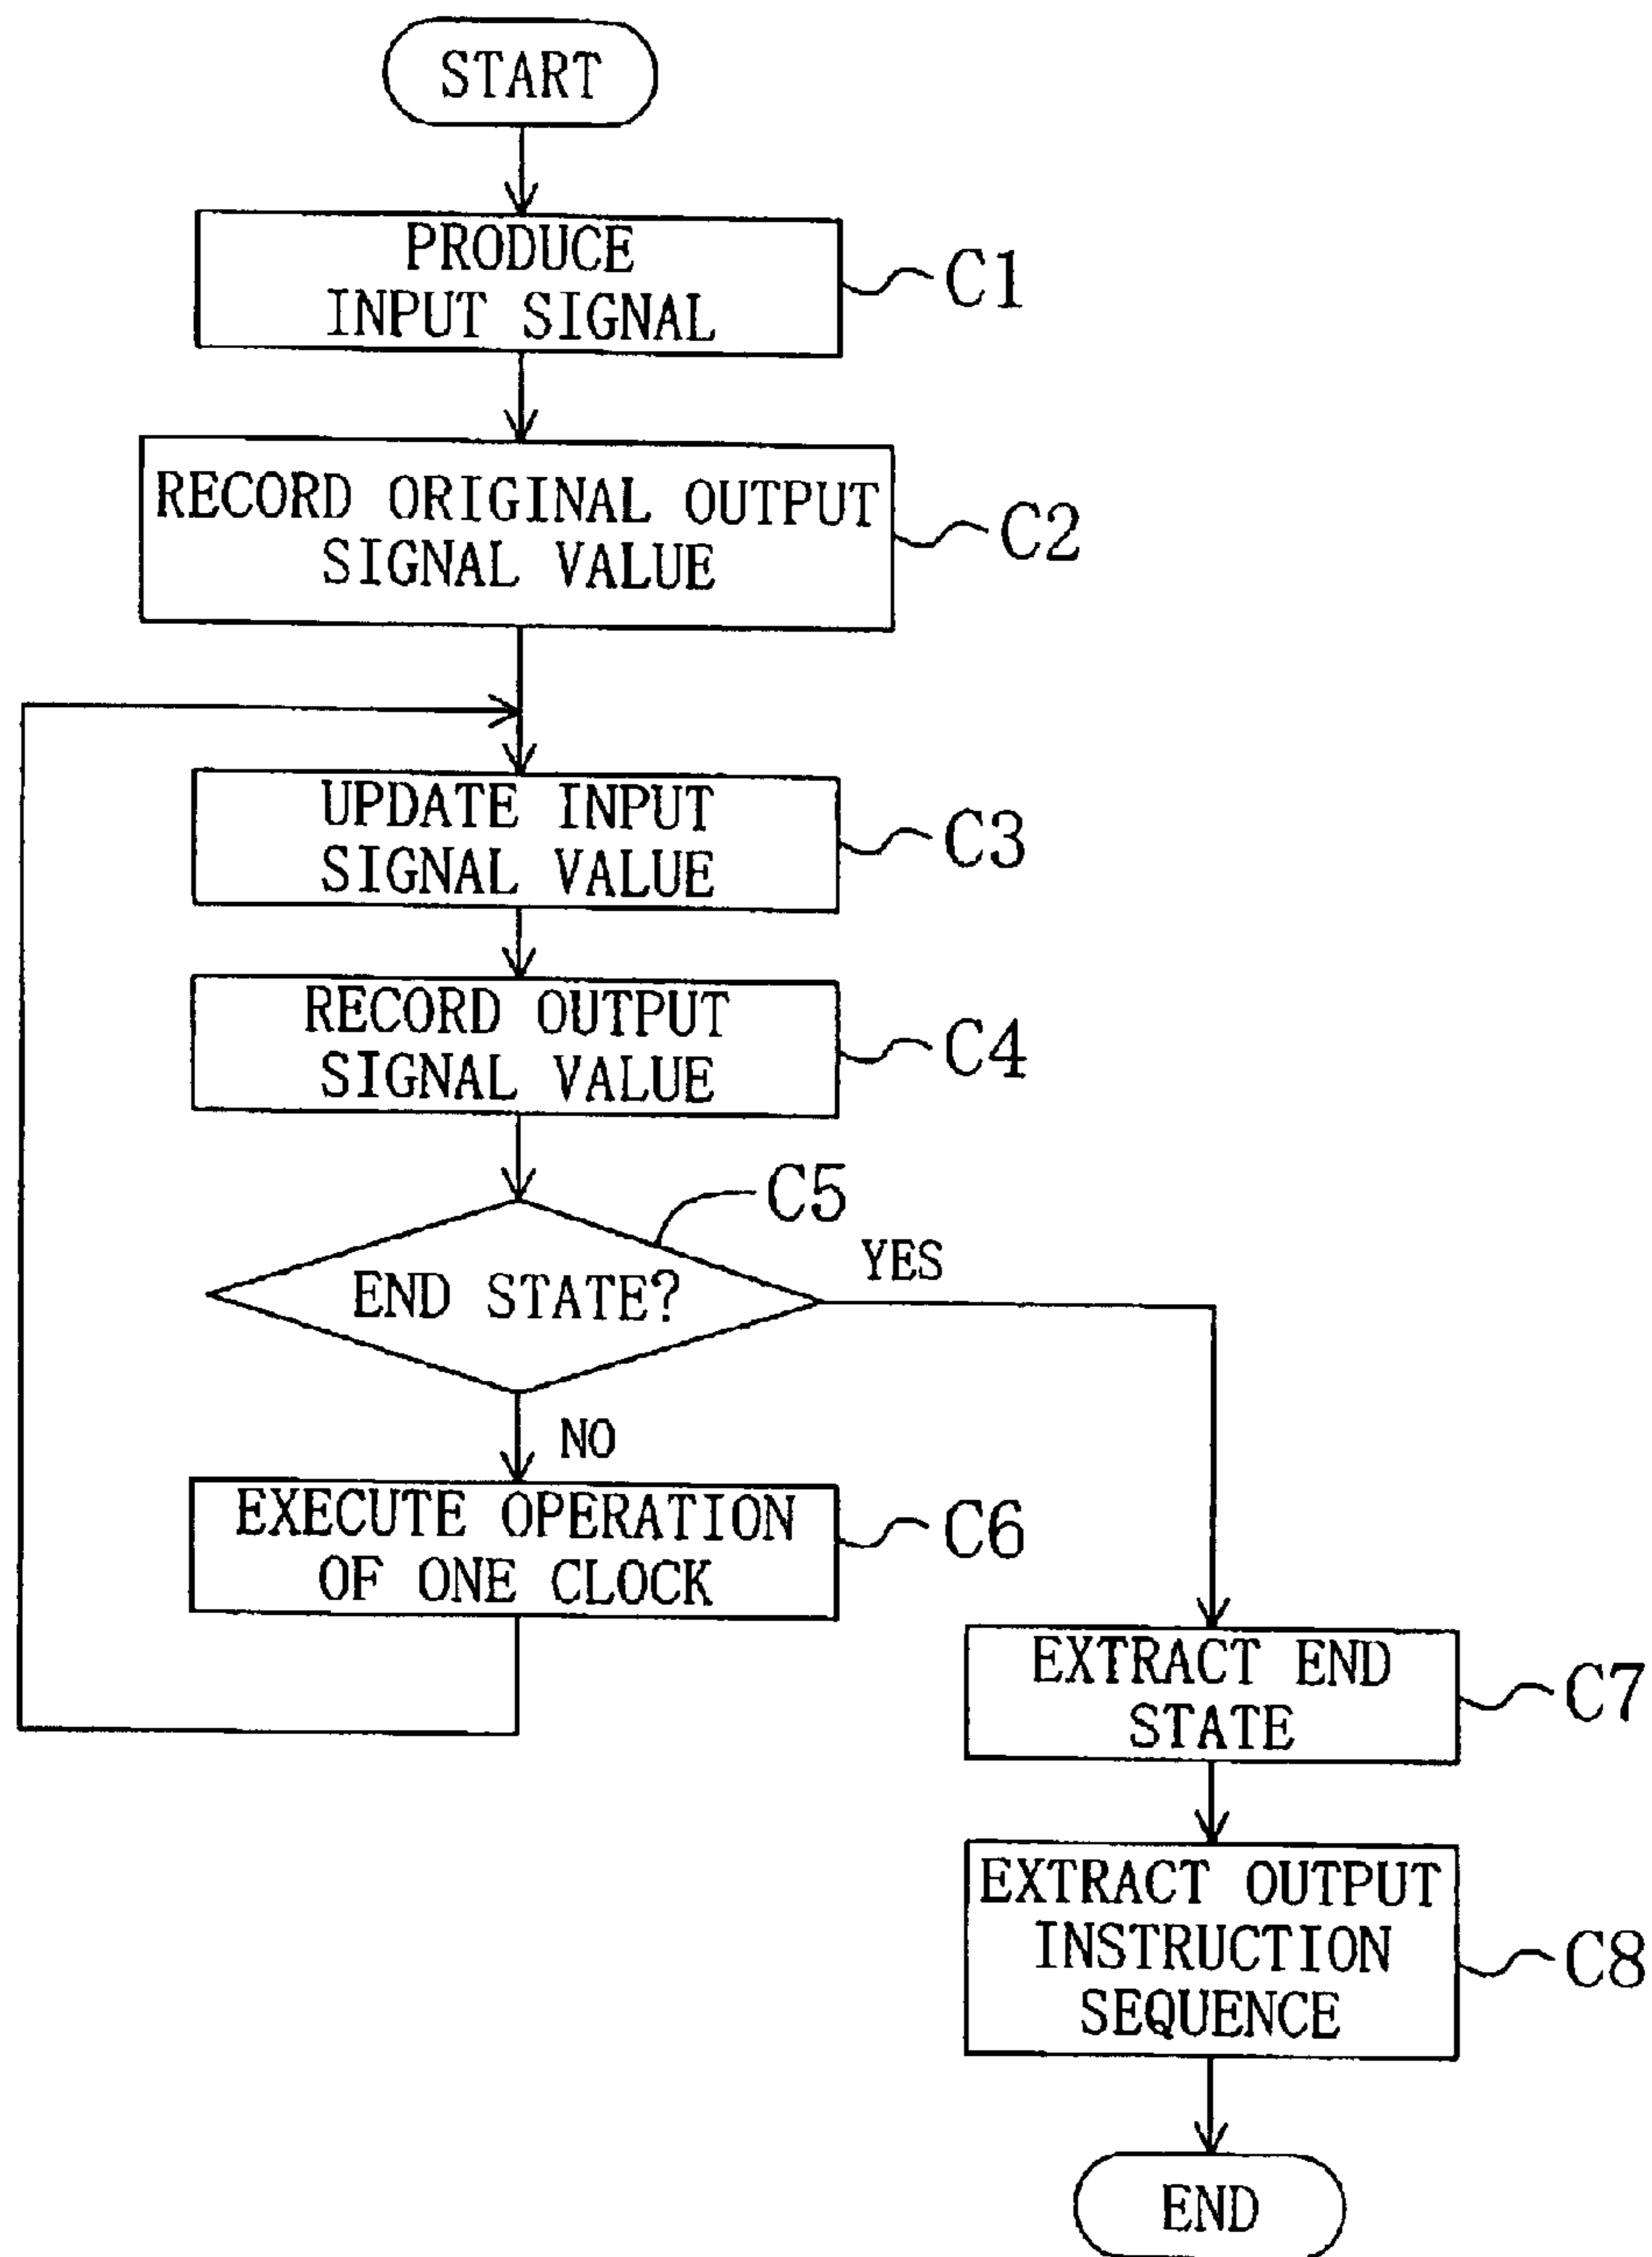 START
PRODUCE
INPUT SIGNAL
C1
RECORD ORIGINAL OUTPUT
SIGNAL VALUE
C2
UPDATE INPUT
SIGNAL VALUE
C3
RECORD OUTPUT
SIGNAL VALUE
C4
C5
END STATE?
YES
NO
EXECUTE OPERATION
OF ONE CLOCK
C6
EXTRACT END
STATE
C7
EXTRACT OUTPUT
INSTRUCTION
SEQUENCE
C8
END